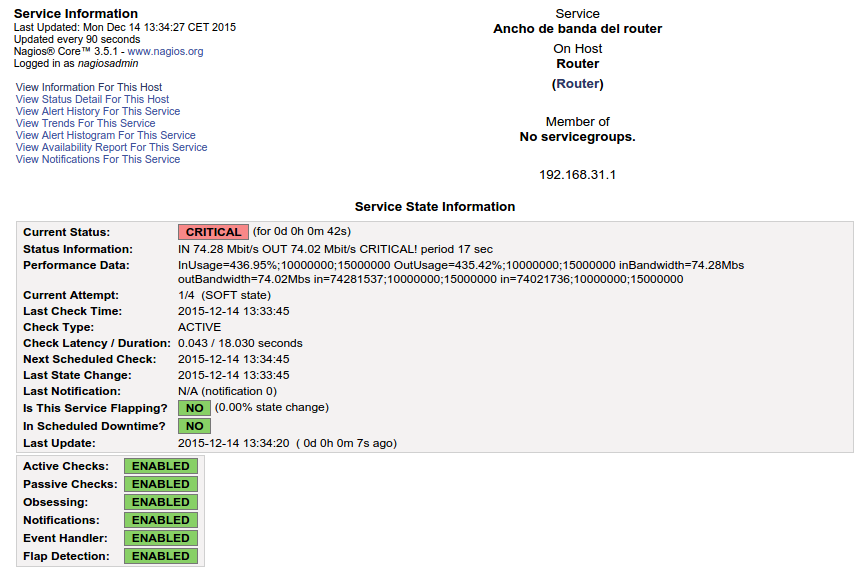 Service Information
Last Updated: Mon Dec 14 13:34:27 CET 2015
Updated every 90 seconds
Nagios® Core™ 3.5.1 - www.nagios.org
Logged in as nagiosadmin
View Information For This Host
View Status Detail For This Host
View Alert History For This Service
View Trends For This Service
View Alert Histogram For This Service
View Availability Report For This Service
View Notifications For This Service
Service
Ancho de banda del router
On Host
Router
(Router)
Member of
No servicegroups.
192.168.31.1
Service State Information
Current Status: CRITICAL (for 0d 0h 0m 42s)
Status Information: IN 74.28 Mbit/s OUT 74.02 Mbit/s CRITICAL! period 17 sec
Performance Data: InUsage=436.95%;10000000;15000000 OutUsage=435.42%;10000000;15000000 inBandwidth=74.28Mbs
outBandwidth=74.02Mbs in=74281537;10000000;15000000 in=74021736;10000000;15000000
Current Attempt: 1/4 (SOFT state)
Last Check Time: 2015-12-14 13:33:45
Check Type: ACTIVE
Check Latency / Duration: 0.043 / 18.030 seconds
Next Scheduled Check: 2015-12-14 13:34:45
Last State Change: 2015-12-14 13:33:45
Last Notification: N/A (notification 0)
Is This Service Flapping? NO (0.00% state change)
In Scheduled Downtime? NO
Last Update: 2015-12-14 13:34:20 ( 0d 0h 0m 7s ago)
Active Checks: ENABLED
Passive Checks: ENABLED
Obsessing: ENABLED
Notifications: ENABLED
Event Handler: ENABLED
Flap Detection: ENABLED